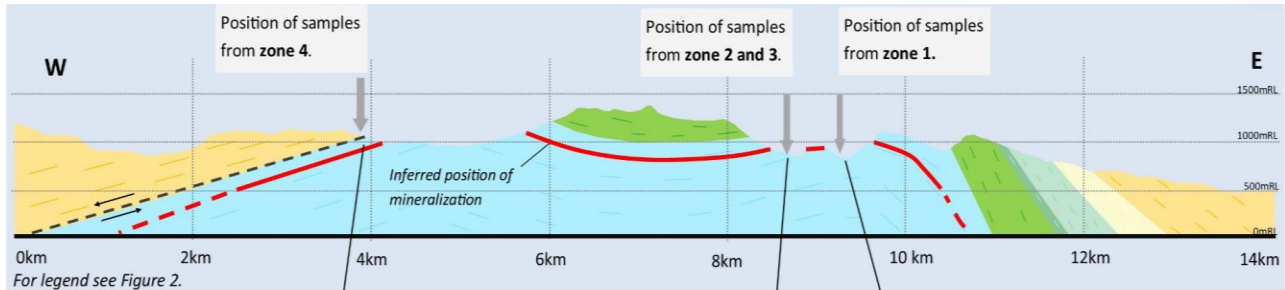 Position of samples
from zone 4.
Position of samples
from zone 2 and 3.
Position of samples
from zone 1.
W
E
1500mRL
1000mRL
Inferred position of
mineralization
500mRL
0mRL
0km
2km
4km
6km
8km
10 km
12km
14km
For legend see Figure 2.